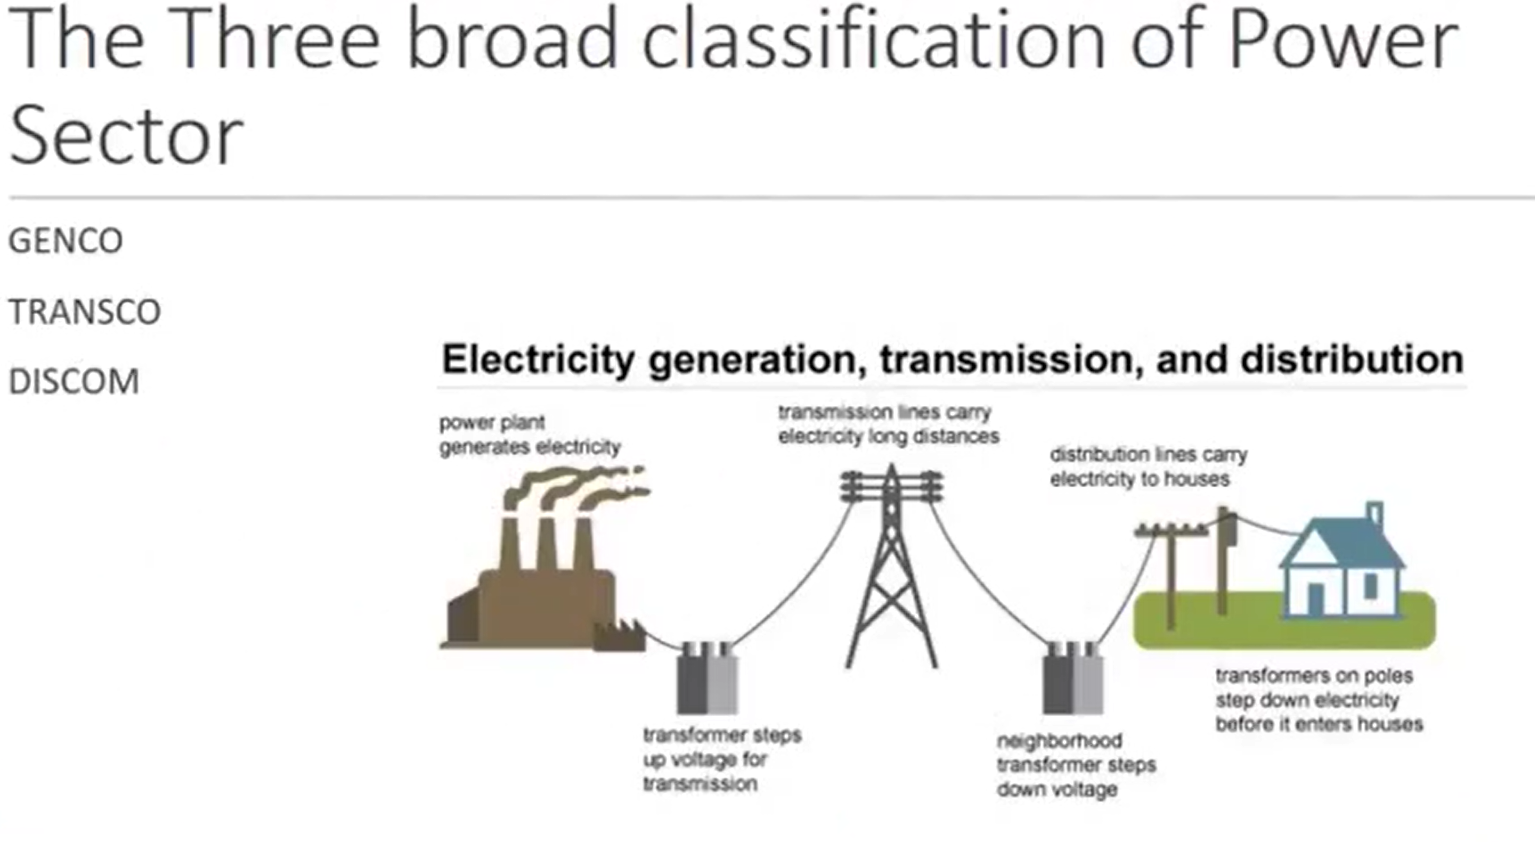 The Three broad classification of Power
Sector
GENCO
TRANSCO
DISCOM
Electricity generation, transmission, and distribution
power plant
generates electricity
transmission lines carry
electricity long distances
distribution lines carry
electricity to houses
transformer steps
up voltage for
transmission
neighborhood
transformer steps
down voltage
transformers on poles
step down electricity
before it enters houses